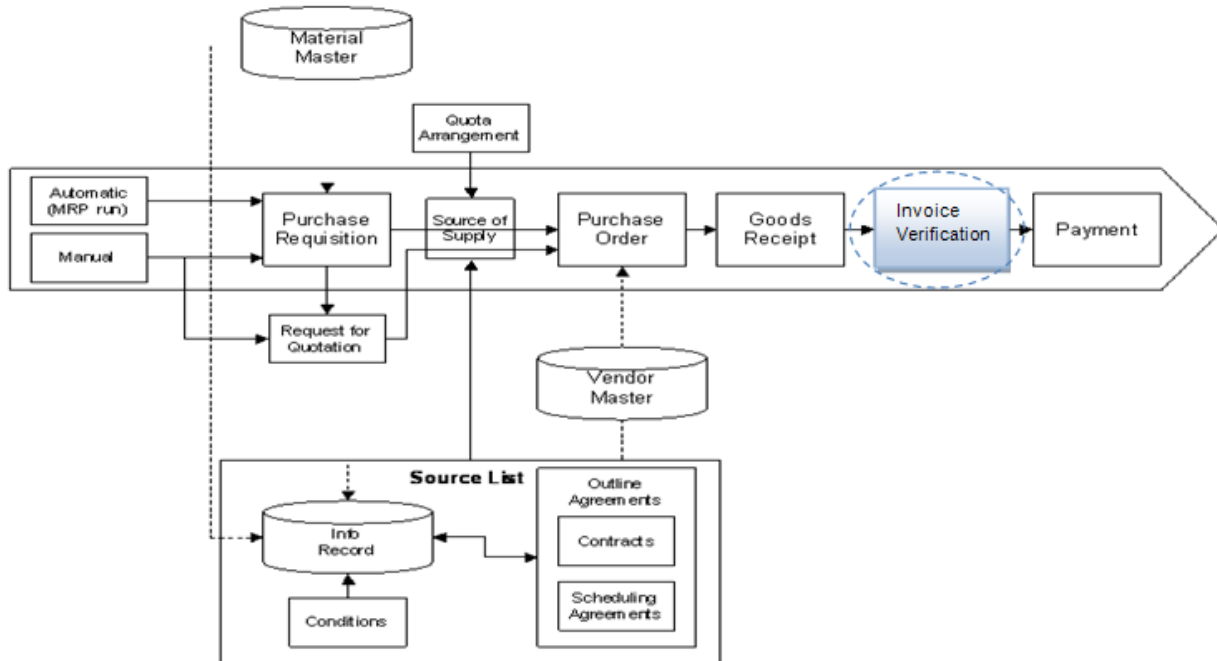 Material
Master
Quota
Arrangement
Automatic
(MRP run)
Manual
Purchase
Requisition
Source of
Supply
Purchase
Order
Goods
Receipt
Invoice
Verification
Payment
Request for
Quotation
Vendor
Master
Source List
Info
Record
Conditions
Outline
Agreements
Contracts
Scheduling
Agreements